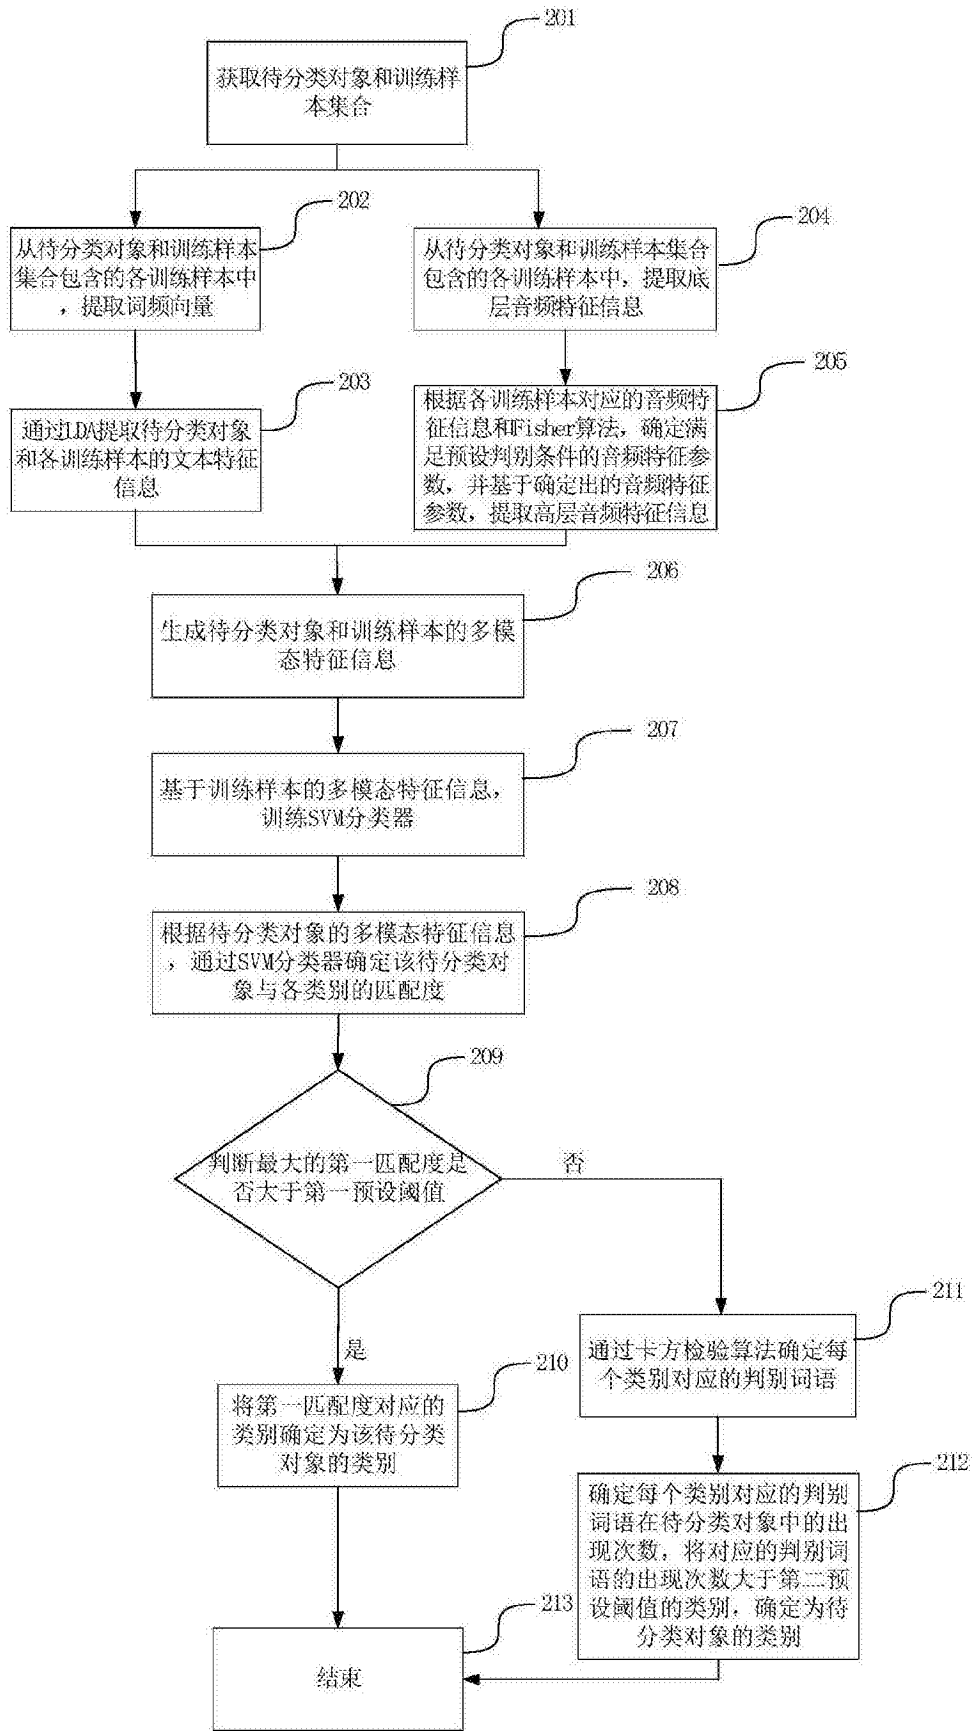 201
获取待分类对象和训练样
本集合
202
从待分类对象和训练样本
集合包含的各训练样本中
，提取词频向量
204
从待分类对象和训练样本集合
包含的各训练样本中，提取底
层音频特征信息
203
通过LDA提取待分类对象
和各训练样本的文本特征
信息
205
根据各训练样本对应的音频特
征信息和Fisher算法，确定满
足预设判别条件的音频特征参
数，并基于确定出的音频特征
参数，提取高层音频特征信息
206
生成待分类对象和训练样本的多模
态特征信息
207
基于训练样本的多模态特征信息，
训练SVM分类器
208
根据待分类对象的多模态特征信息
，通过SVM分类器确定该待分类对
象与各类别的匹配度
209
判断最大的第一匹配度是
否大于第一预设阈值
否
是
210
将第一匹配度对应的
类别确定为该待分类
对象的类别
211
通过卡方检验算法确定每
个类别对应的判别词语
212
确定每个类别对应的判别
词语在待分类对象中的出
现次数，将对应的判别词
语的出现次数大于第二预
设阈值的类别，确定为待
分类对象的类别
213
结束